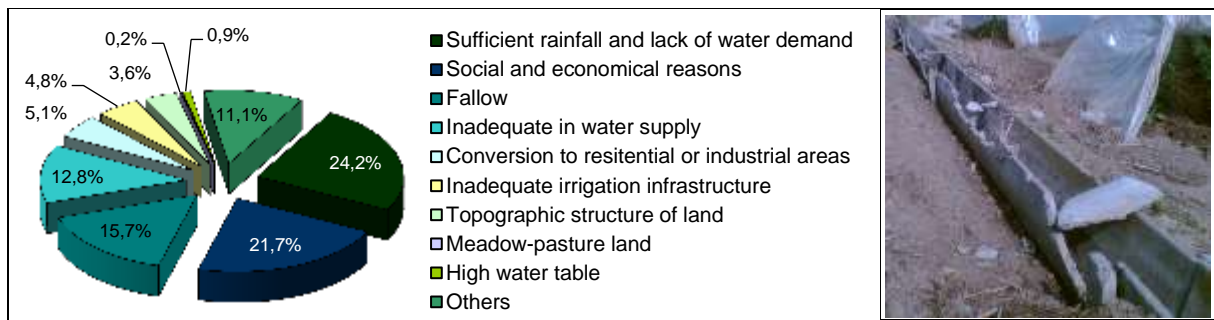 0,2%
0,9%
4,8%
3,6%
5,1%
11,1%
24,2%
12,8%
15,7%
21,7%
Sufficient rainfall and lack of water demand
Social and economical reasons
Fallow
Inadequate in water supply
Conversion to resitential or industrial areas
Inadequate irrigation infrastructure
Topographic structure of land
Meadow-pasture land
High water table
Others